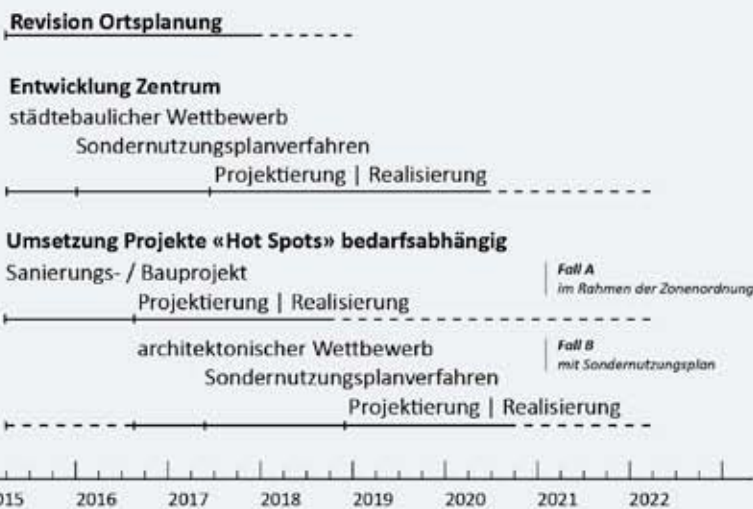 Revision Ortsplanung
Entwicklung Zentrum
städtebaulicher Wettbewerb
Sondernutzungsplanverfahren
Projektierung | Realisierung
Umsetzung Projekte «Hot Spots» bedarfsabhängig
Sanierungs- / Bauprojekt
Projektierung | Realisierung
Fall A
im Rahmen der Zonenordnung
architektonischer Wettbewerb
Sondernutzungsplanverfahren
Projektierung | Realisierung
Fall B
mit Sondernutzungsplan
015 2016 2017 2018 2019 2020 2021 2022